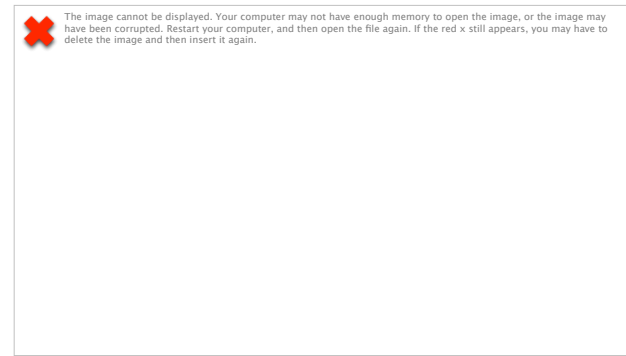 The image cannot be displayed. Your computer may not have enough memory to open the image, or the image may
have been corrupted. Restart your computer, and then open the file again. If the red x still appears, you may have to
delete the image and then insert it again.